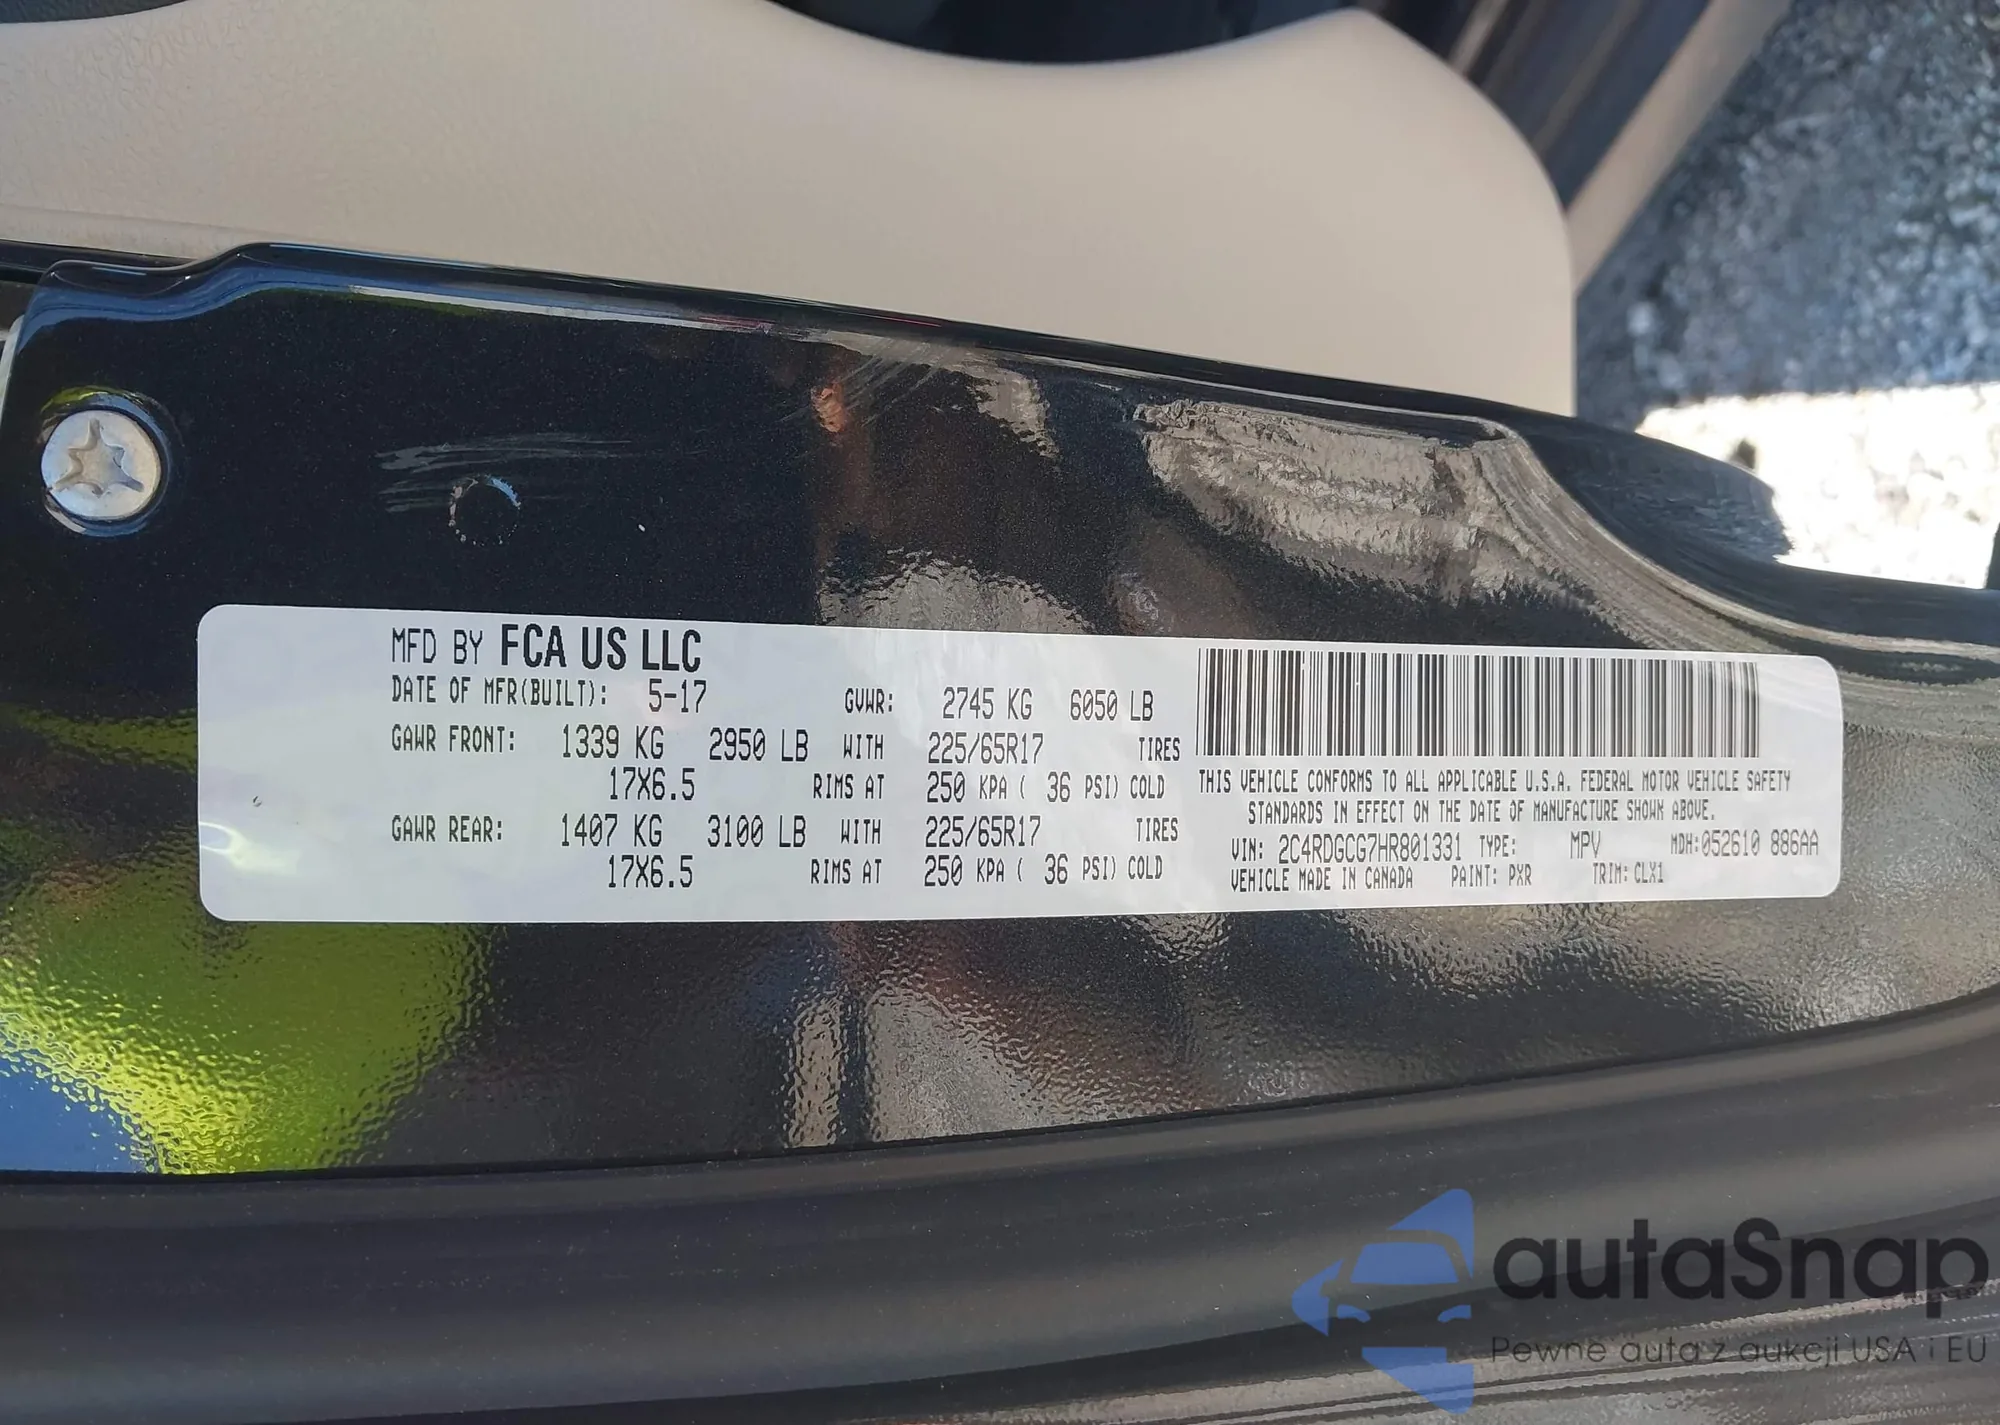 MFD BY FCA US LLC
DATE OF MFR(BUILT): 5-17 GVWR: 2745 KG 6050 LB
GAWR FRONT: 1339 KG 2950 LB WITH 225/65R17 TIRES
17X6.5 RIMS AT 250 KPA ( 36 PSI) COLD
GAWR REAR: 1407 KG 3100 LB WITH 225/65R17 TIRES
17X6.5 RIMS AT 250 KPA ( 36 PSI) COLD
THIS VEHICLE CONFORMS TO ALL APPLICABLE U.S.A. FEDERAL MOTOR VEHICLE SAFETY
STANDARDS IN EFFECT ON THE DATE OF MANUFACTURE SHOWN ABOVE.
VIN: 2C4RDGCG7HR801331 TYPE: MPV MDH:052610 886AA
VEHICLE MADE IN CANADA PAINT: PXR TRIM: CLX1
autaSnap
Pewne auta z aukcji USA i EU